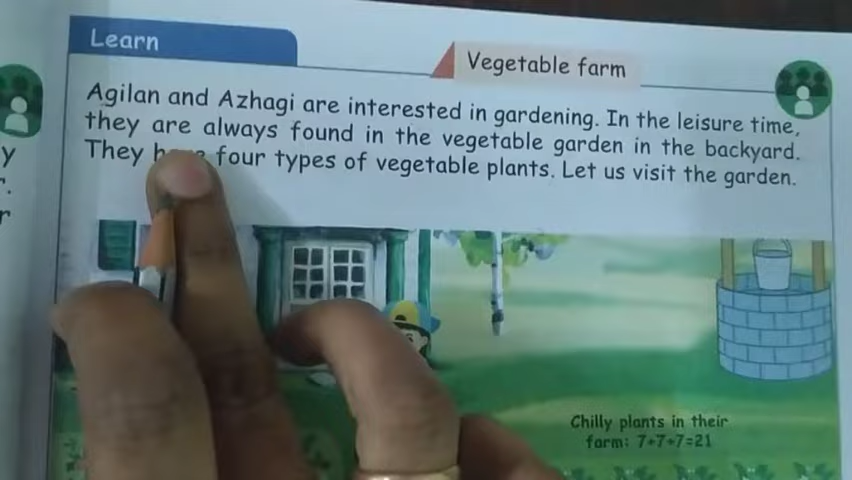 Learn
Vegetable farm
Agilan and Azhagi are interested in gardening. In the leisure time,
they are always found in the vegetable garden in the backyard.
They have four types of vegetable plants. Let us visit the garden.
y
r.
r
Chilly plants in their
farm: 7+7+7=21